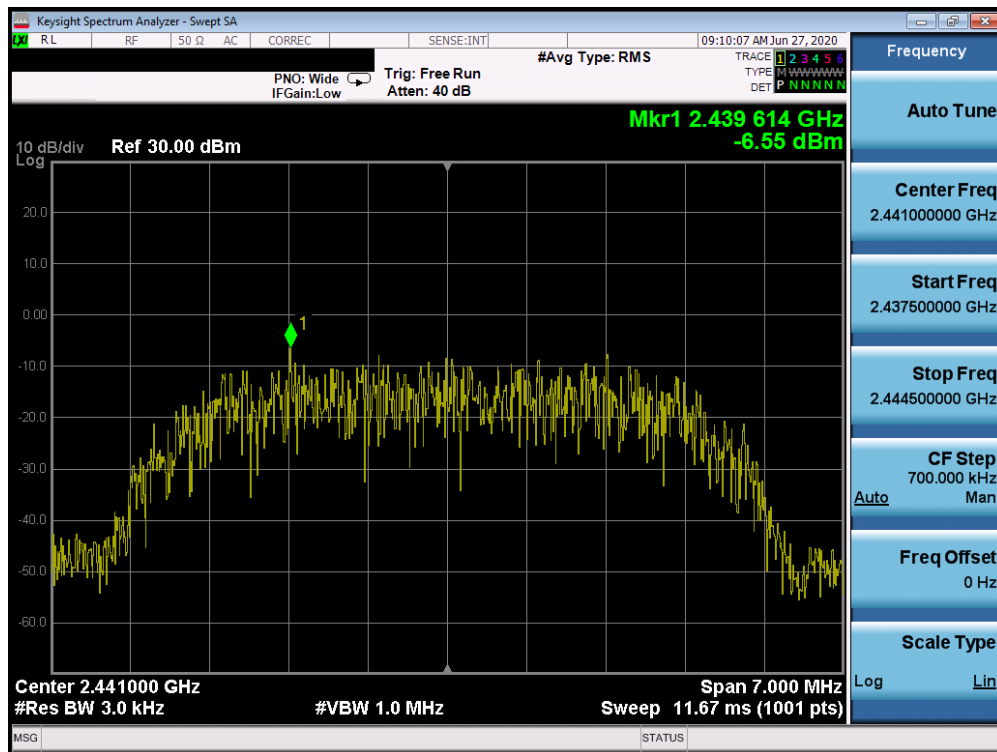 Keysight Spectrum Analyzer - Swept SA
LXI RL RF 50 Ω AC CORREC SENSE:INT 09:10:07 AM Jun 27, 2020
#Avg Type: RMS
TRACE 1 2 3 4 5 6
PNO: Wide Trig: Free Run
TYPE M WWWWW
IFGain:Low Atten: 40 dB
DET P N N N N N
Mkr1 2.439 614 GHz
-6.55 dBm
10 dB/div Ref 30.00 dBm
Log
20.0
10.0
0.00
1
-10.0
-20.0
-30.0
-40.0
-50.0
-60.0
Center 2.441000 GHz Span 7.000 MHz
#Res BW 3.0 kHz #VBW 1.0 MHz Sweep 11.67 ms (1001 pts)
MSG STATUS
Frequency
Auto Tune
Center Freq
2.441000000 GHz
Start Freq
2.437500000 GHz
Stop Freq
2.444500000 GHz
CF Step
700.000 kHz
Auto Man
Freq Offset
0 Hz
Scale Type
Log Lin